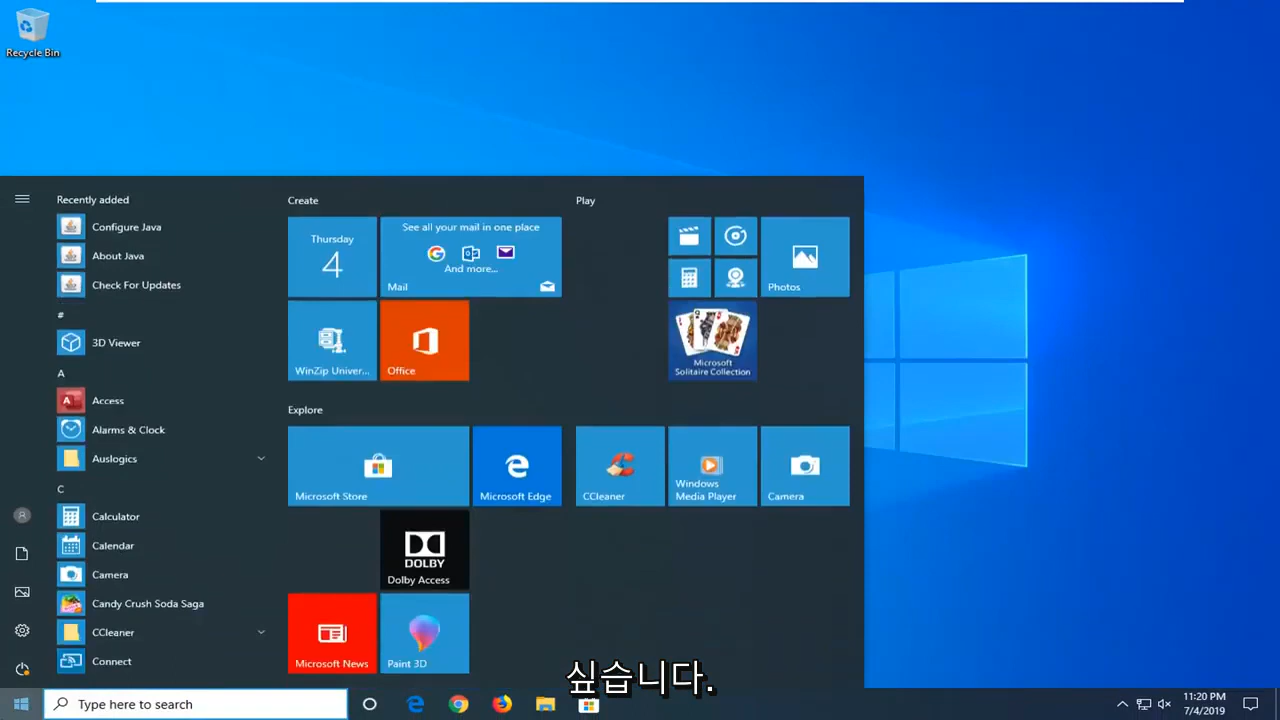 Recycle Bin
Recently added
Configure Java
About Java
Check For Updates
#
3D Viewer
A
Access
Alarms & Clock
Auslogics
C
Calculator
Calendar
Camera
Candy Crush Soda Saga
CCleaner
Connect
Create
Thursday
4
See all your mail in one place
And more...
Mail
WinZip Univer...
Office
Explore
Microsoft Store
Microsoft Edge
DOLBY
Dolby Access
Microsoft News
Paint 3D
Play
Photos
Microsoft
Solitaire Collection
CCleaner
Windows
Media Player
Camera
싶습니다.
Type here to search
11:20 PM
7/4/2019